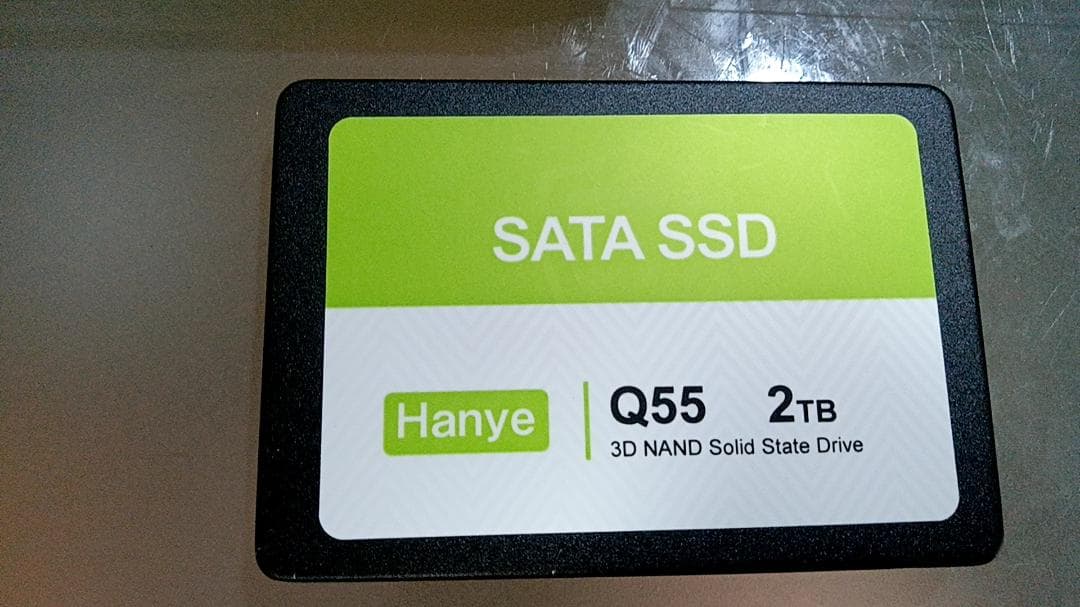 SATA SSD
Hanye
Q55 2TB
3D NAND Solid State Drive